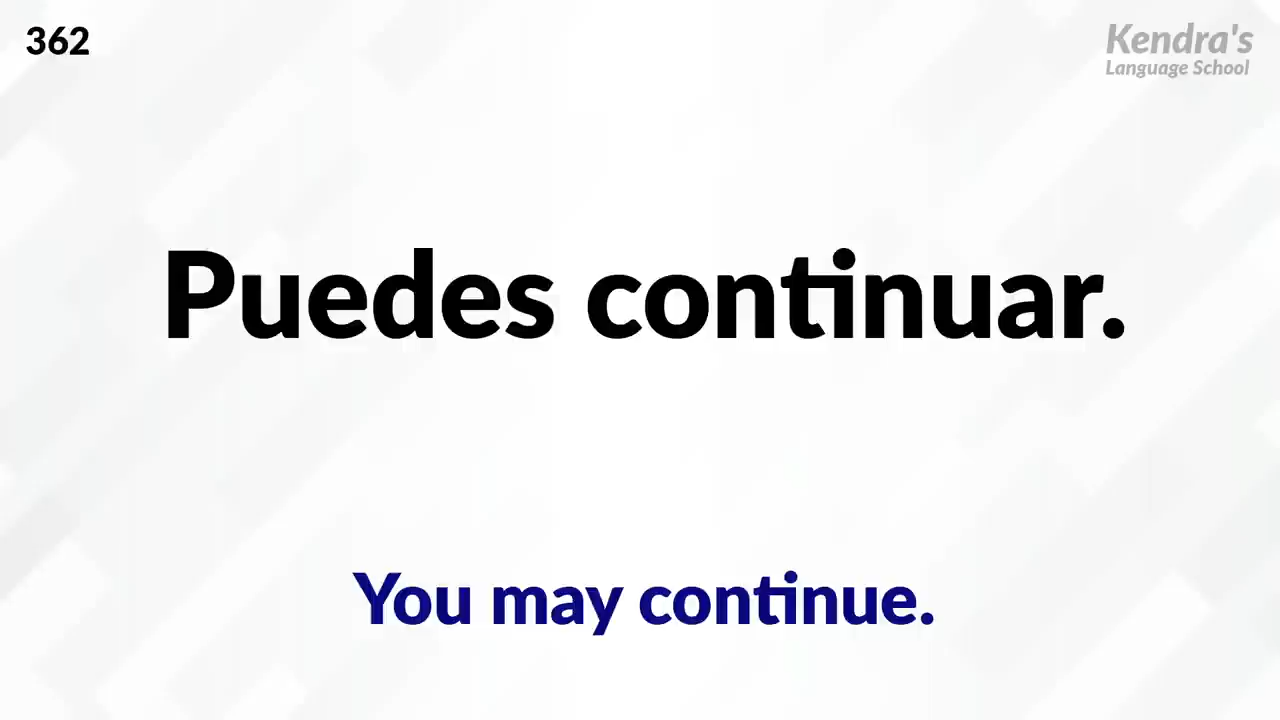 362
Kendra's
Language School
Puedes continuar.
You may continue.